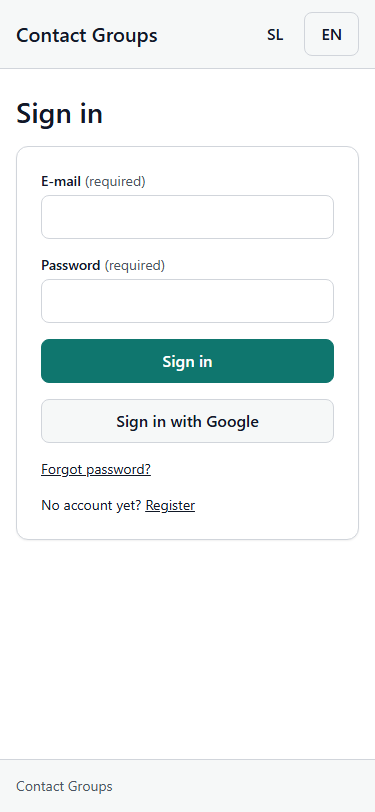 Contact Groups
SL
EN
Sign in
E-mail (required)
Password (required)
Sign in
Sign in with Google
Forgot password?
No account yet? Register
Contact Groups